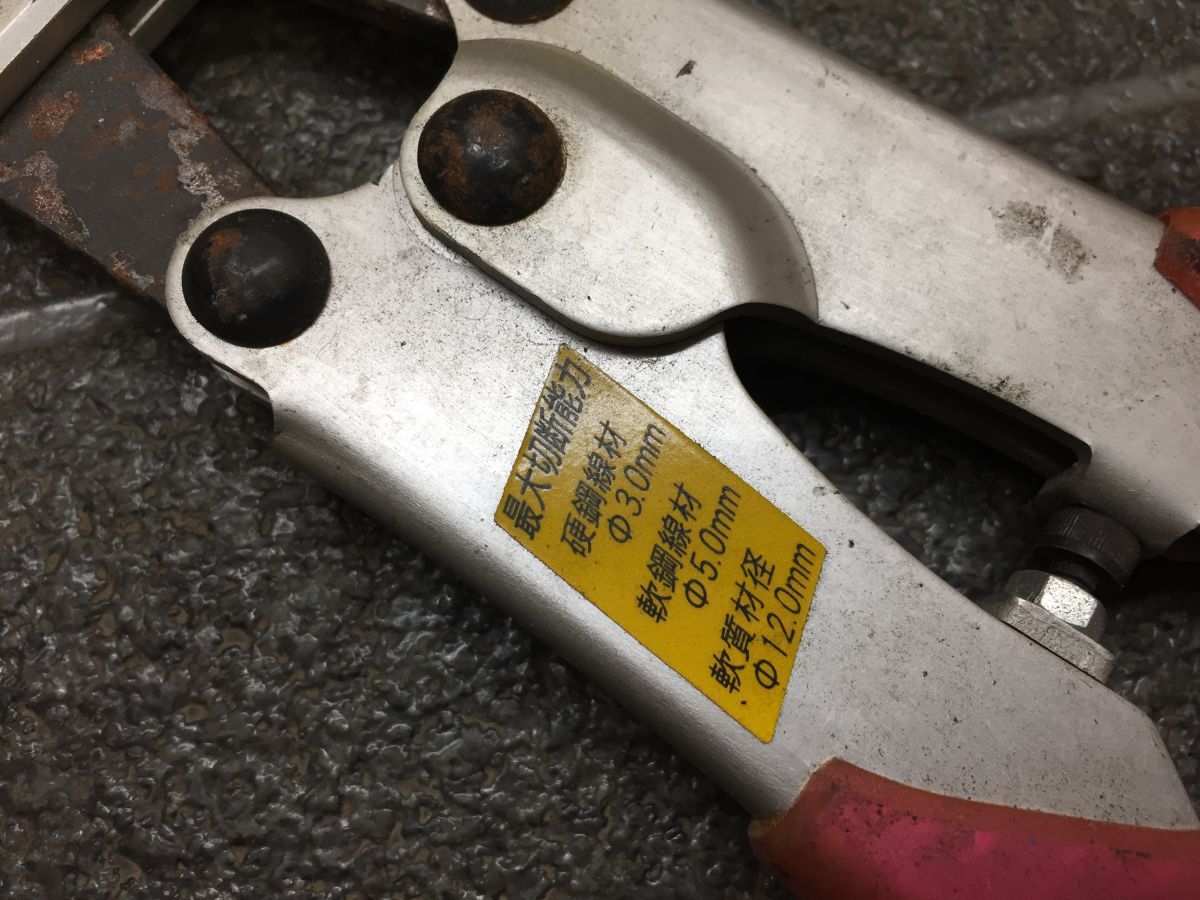 最大切断能力
硬鋼線材
Φ3.0mm
軟鋼線材
Φ5.0mm
軟質材径
Φ12.0mm